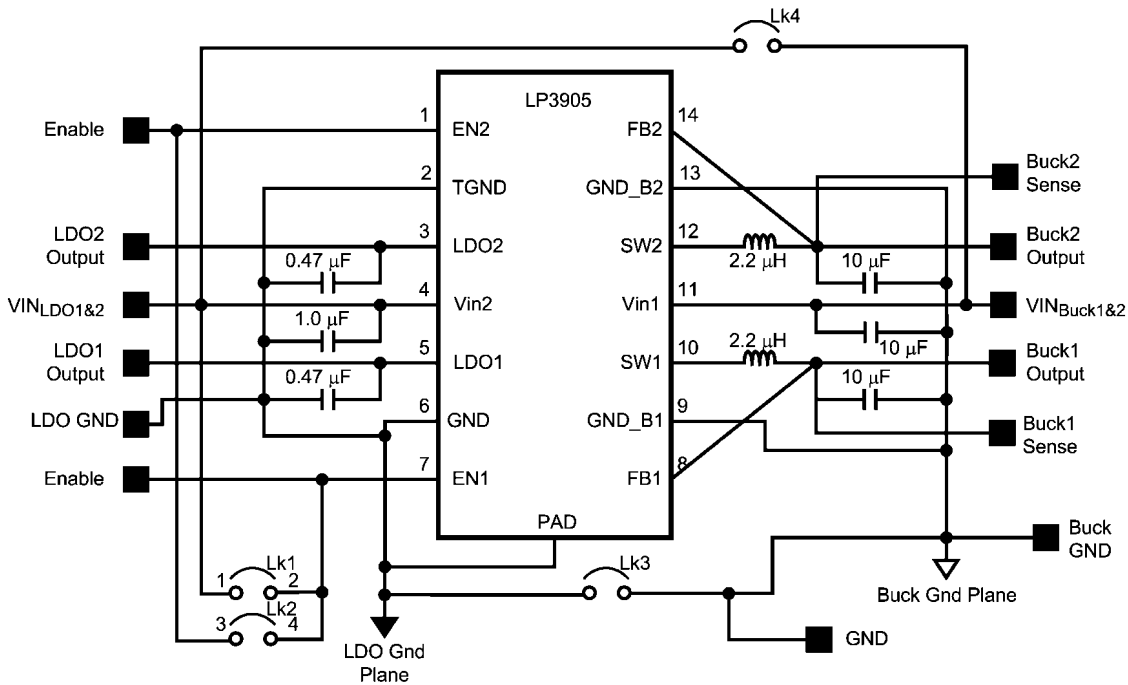 Lk4
LP3905
Enable
1
EN2
FB2
14
2
TGND
GND_B2
13
Buck2
Sense
LDO2
Output
3
LDO2
SW2
12
2.2 μH
Buck2
Output
0.47 μF
10 μF
VINLDO1&2
4
Vin2
Vin1
11
VINBuck1&2
1.0 μF
10 μF
LDO1
Output
5
LDO1
SW1
10
2.2 μH
Buck1
Output
0.47 μF
10 μF
LDO GND
6
GND
GND_B1
9
Buck1
Sense
Enable
7
EN1
FB1
8
PAD
Buck
GND
1
Lk1
2
Lk3
Buck Gnd Plane
3
Lk2
4
LDO Gnd
Plane
GND